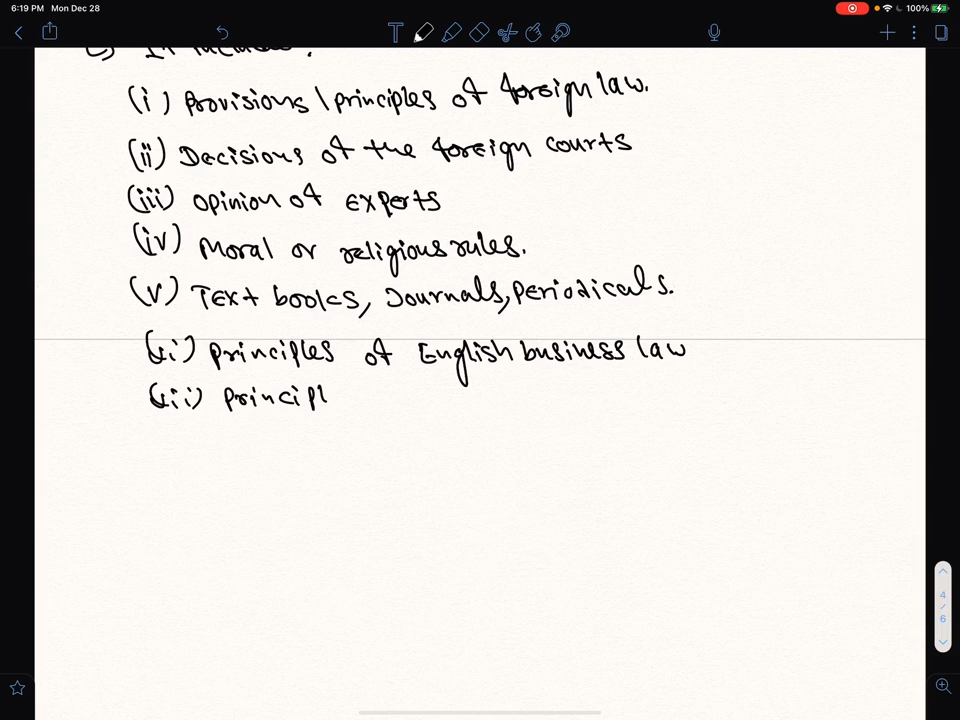 6:19 PM Mon Dec 28
100%
(i) Provisions / principles of foreign law.
(ii) Decisions of the foreign courts
(iii) opinion of experts
(iv) Moral or religious rules.
(v) Text books, Journals, Periodicals.
(vi) principles of English business law
(vii) Principl
4
/
6